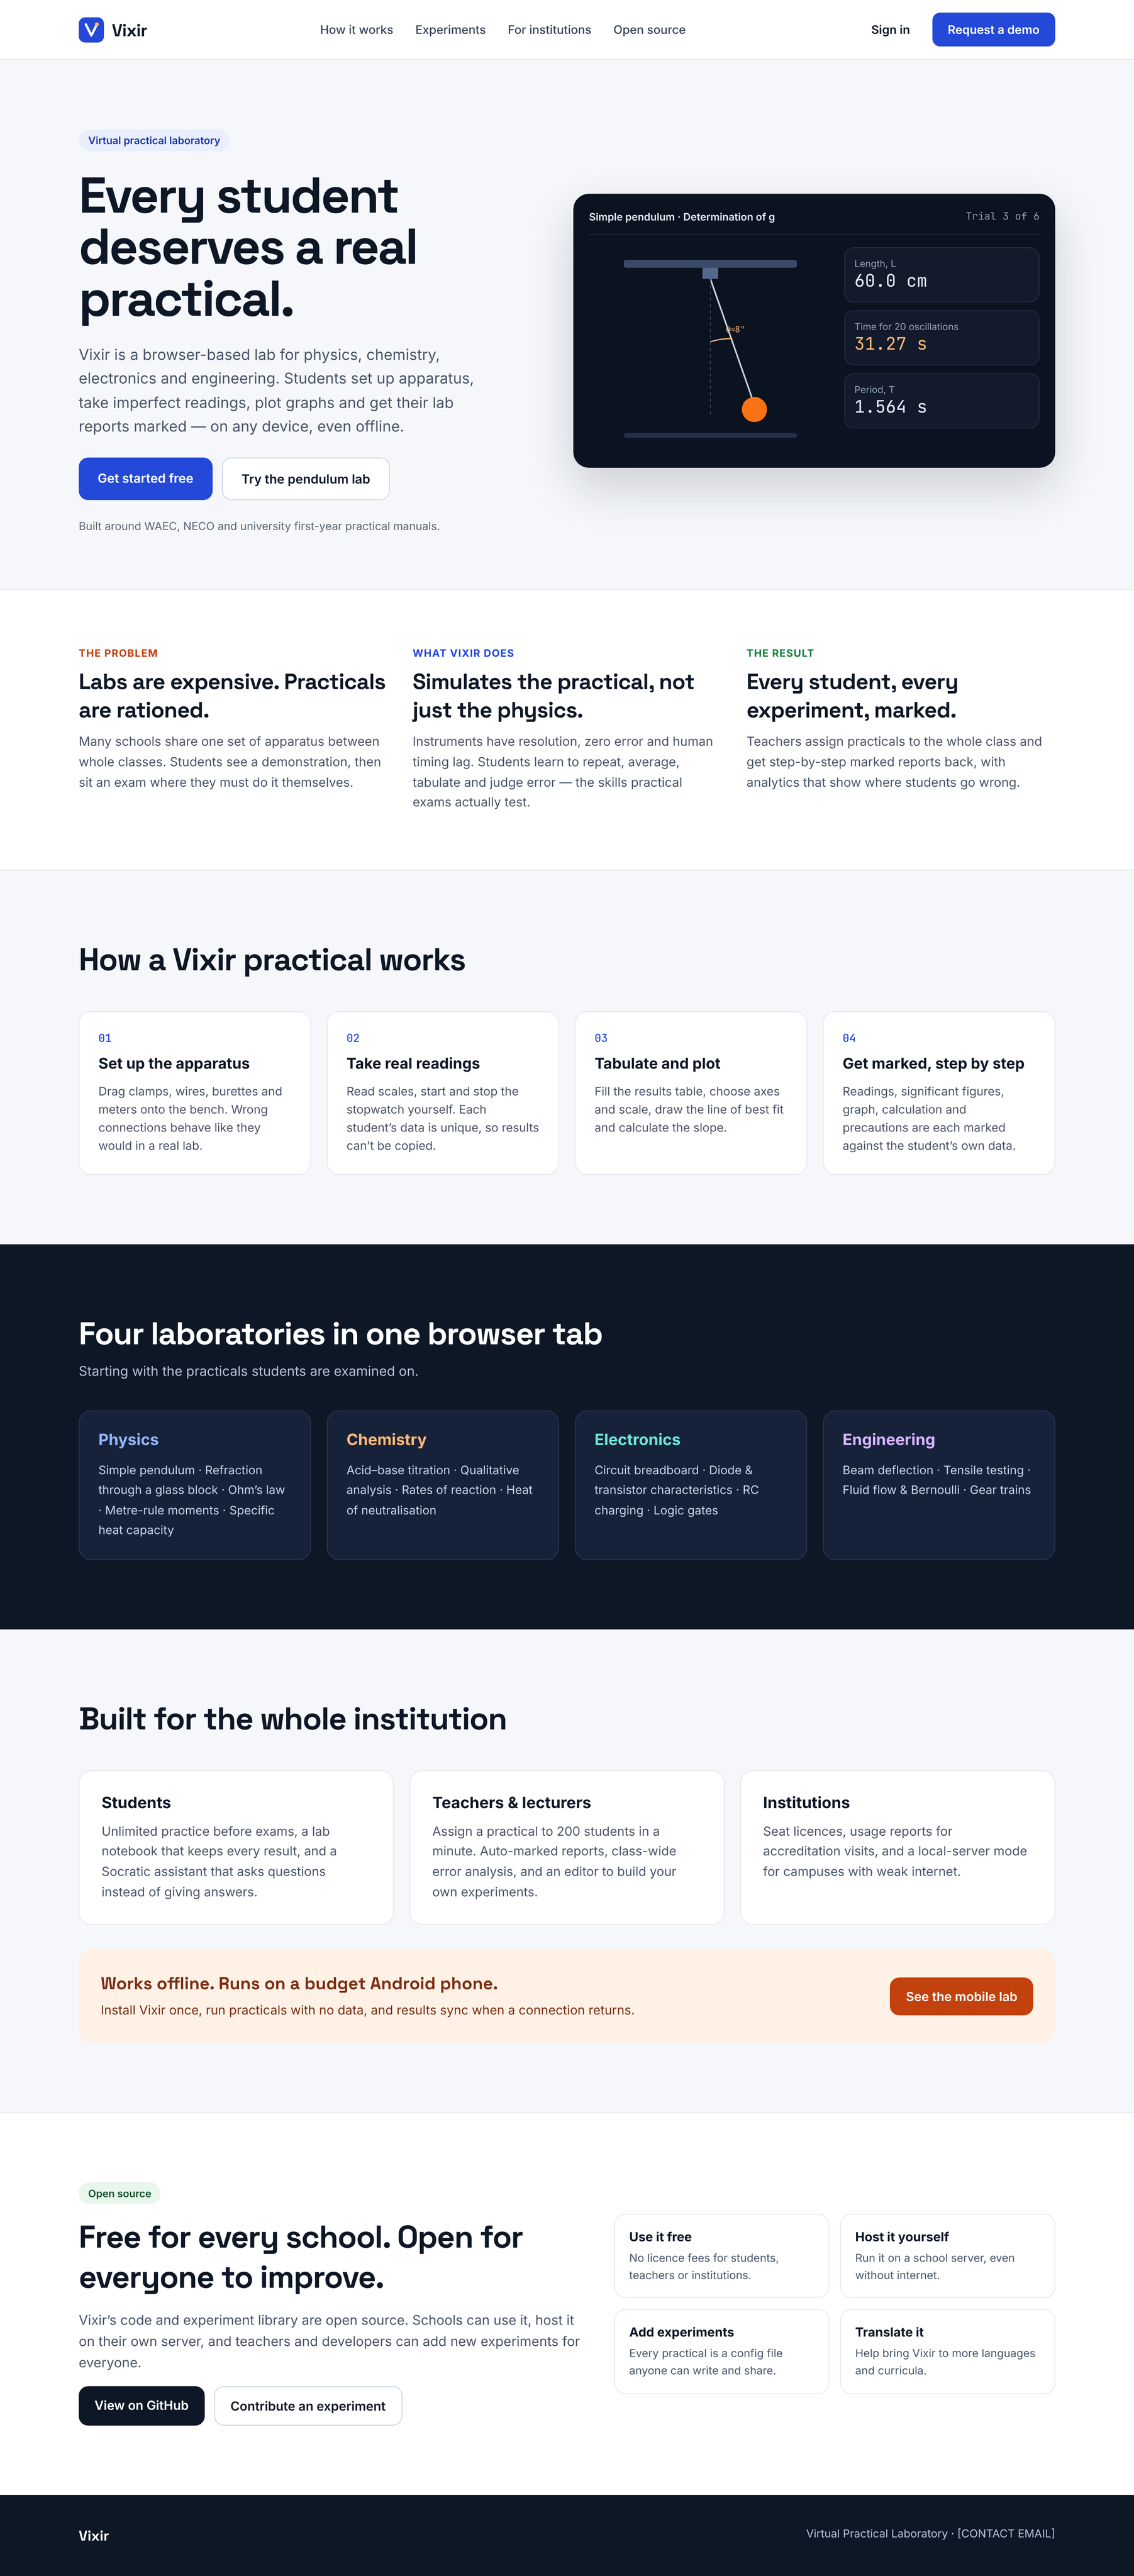 Vixir
How it works
Experiments
For institutions
Open source
Sign in
Request a demo
Virtual practical laboratory
Every student
deserves a real
practical.
Vixir is a browser-based lab for physics, chemistry,
electronics and engineering. Students set up apparatus,
take imperfect readings, plot graphs and get their lab
reports marked — on any device, even offline.
Get started free
Try the pendulum lab
Built around WAEC, NECO and university first-year practical manuals.
Simple pendulum · Determination of g
Trial 3 of 6
8°
Length, L
60.0 cm
Time for 20 oscillations
31.27 s
Period, T
1.564 s
THE PROBLEM
Labs are expensive. Practicals
are rationed.
Many schools share one set of apparatus between
whole classes. Students see a demonstration, then
sit an exam where they must do it themselves.
WHAT VIXIR DOES
Simulates the practical, not
just the physics.
Instruments have resolution, zero error and human
timing lag. Students learn to repeat, average,
tabulate and judge error — the skills practical
exams actually test.
THE RESULT
Every student, every
experiment, marked.
Teachers assign practicals to the whole class and
get step-by-step marked reports back, with
analytics that show where students go wrong.
How a Vixir practical works
01
Set up the apparatus
Drag clamps, wires, burettes and
meters onto the bench. Wrong
connections behave like they
would in a real lab.
02
Take real readings
Read scales, start and stop the
stopwatch yourself. Each
student’s data is unique, so results
can’t be copied.
03
Tabulate and plot
Fill the results table, choose axes
and scale, draw the line of best fit
and calculate the slope.
04
Get marked, step by step
Readings, significant figures,
graph, calculation and
precautions are each marked
against the student’s own data.
Four laboratories in one browser tab
Starting with the practicals students are examined on.
Physics
Simple pendulum · Refraction
through a glass block · Ohm’s law
· Metre-rule moments · Specific
heat capacity
Chemistry
Acid–base titration · Qualitative
analysis · Rates of reaction · Heat
of neutralisation
Electronics
Circuit breadboard · Diode &
transistor characteristics · RC
charging · Logic gates
Engineering
Beam deflection · Tensile testing ·
Fluid flow & Bernoulli · Gear trains
Built for the whole institution
Students
Unlimited practice before exams, a lab
notebook that keeps every result, and a
Socratic assistant that asks questions
instead of giving answers.
Teachers & lecturers
Assign a practical to 200 students in a
minute. Auto-marked reports, class-wide
error analysis, and an editor to build your
own experiments.
Institutions
Seat licences, usage reports for
accreditation visits, and a local-server mode
for campuses with weak internet.
Works offline. Runs on a budget Android phone.
Install Vixir once, run practicals with no data, and results sync when a connection returns.
See the mobile lab
Open source
Free for every school. Open for
everyone to improve.
Vixir’s code and experiment library are open source. Schools can use it, host it
on their own server, and teachers and developers can add new experiments for
everyone.
View on GitHub
Contribute an experiment
Use it free
No licence fees for students,
teachers or institutions.
Host it yourself
Run it on a school server, even
without internet.
Add experiments
Every practical is a config file
anyone can write and share.
Translate it
Help bring Vixir to more languages
and curricula.
Vixir
Virtual Practical Laboratory · [CONTACT EMAIL]